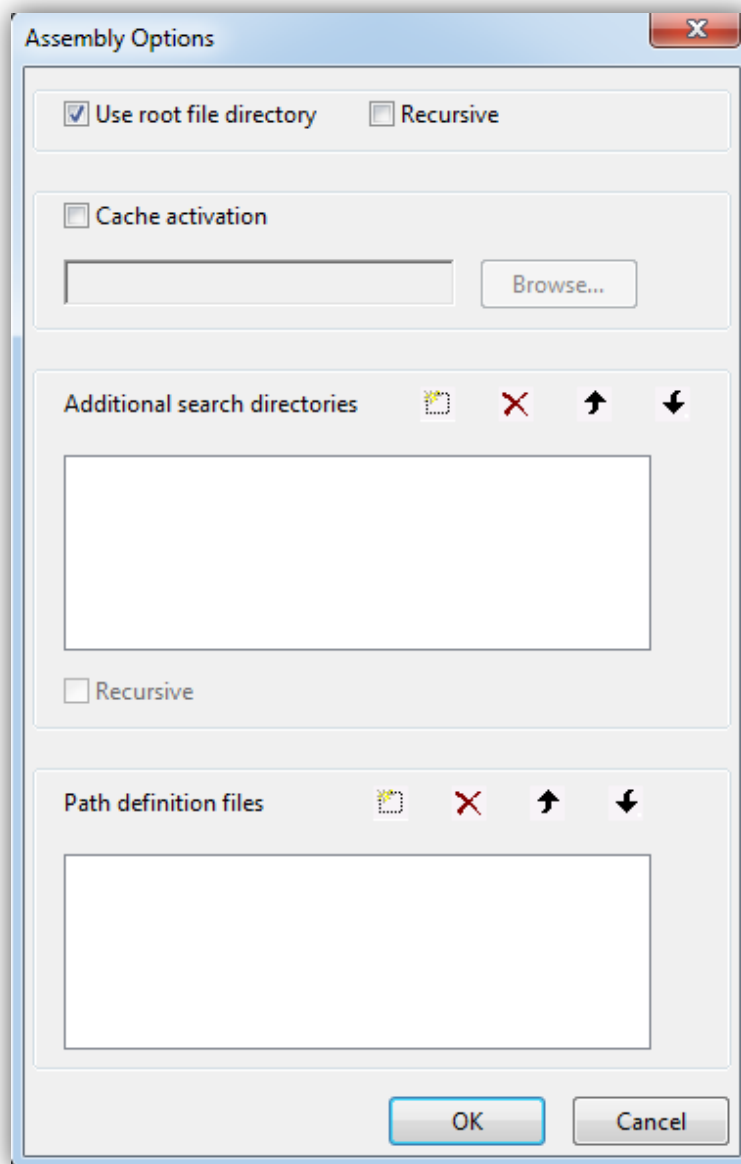 Assembly Options
Use root file directory Recursive
Cache activation
Browse...
Additional search directories
Recursive
Path definition files
OK Cancel